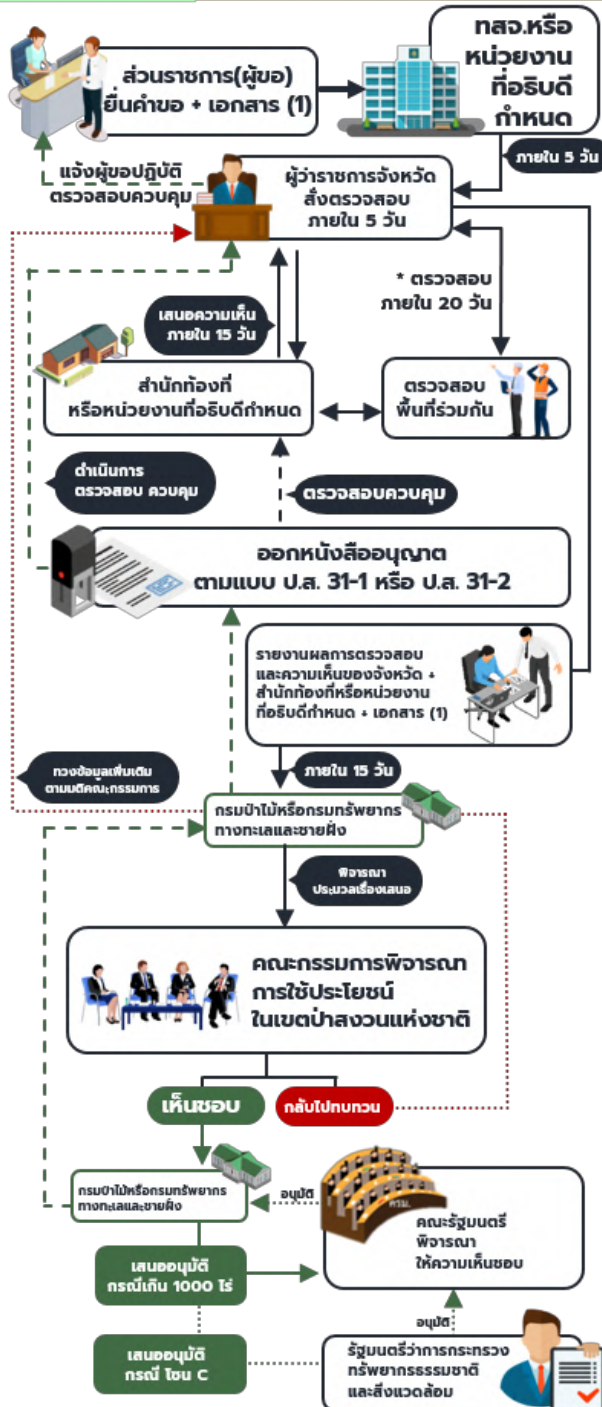 ส่วนราชการ(ผู้ขอ)
ยื่นคำขอ + เอกสาร (1)
ทสจ.หรือ
หน่วยงาน
ที่อธิบดี
กำหนด
ภายใน 5 วัน
แจ้งผู้ขอปฏิบัติ
ตรวจสอบควบคุม
ผู้ว่าราชการจังหวัด
สั่งตรวจสอบ
ภายใน 5 วัน
* ตรวจสอบ
ภายใน 20 วัน
เสนอความเห็น
ภายใน 15 วัน
สำนักท้องที่
หรือหน่วยงานที่อธิบดีกำหนด
ตรวจสอบ
พื้นที่ร่วมกัน
ดำเนินการ
ตรวจสอบ ควบคุม
ตรวจสอบควบคุม
ออกหนังสืออนุญาต
ตามแบบ ป.ส. 31-1 หรือ ป.ส. 31-2
รายงานผลการตรวจสอบ
และความเห็นของจังหวัด +
สำนักท้องที่หรือหน่วยงาน
ที่อธิบดีกำหนด + เอกสาร (1)
ภายใน 15 วัน
ทวงข้อมูลเพิ่มเติม
ตามมติคณะกรรมการ
กรมป่าไม้หรือกรมทรัพยากร
ทางทะเลและชายฝั่ง
พิจารณา
ประมวลเรื่องเสนอ
คณะกรรมการพิจารณา
การใช้ประโยชน์
ในเขตป่าสงวนแห่งชาติ
เห็นชอบ
กลับไปทบทวน
กรมป่าไม้หรือกรมทรัพยากร
ทางทะเลและชายฝั่ง
อนุมัติ
ครม.
คณะรัฐมนตรี
พิจารณา
ให้ความเห็นชอบ
เสนออนุมัติ
กรณีเกิน 1000 ไร่
อนุมัติ
เสนออนุมัติ
กรณี โซน C
รัฐมนตรีว่าการกระทรวง
ทรัพยากรธรรมชาติ
และสิ่งแวดล้อม